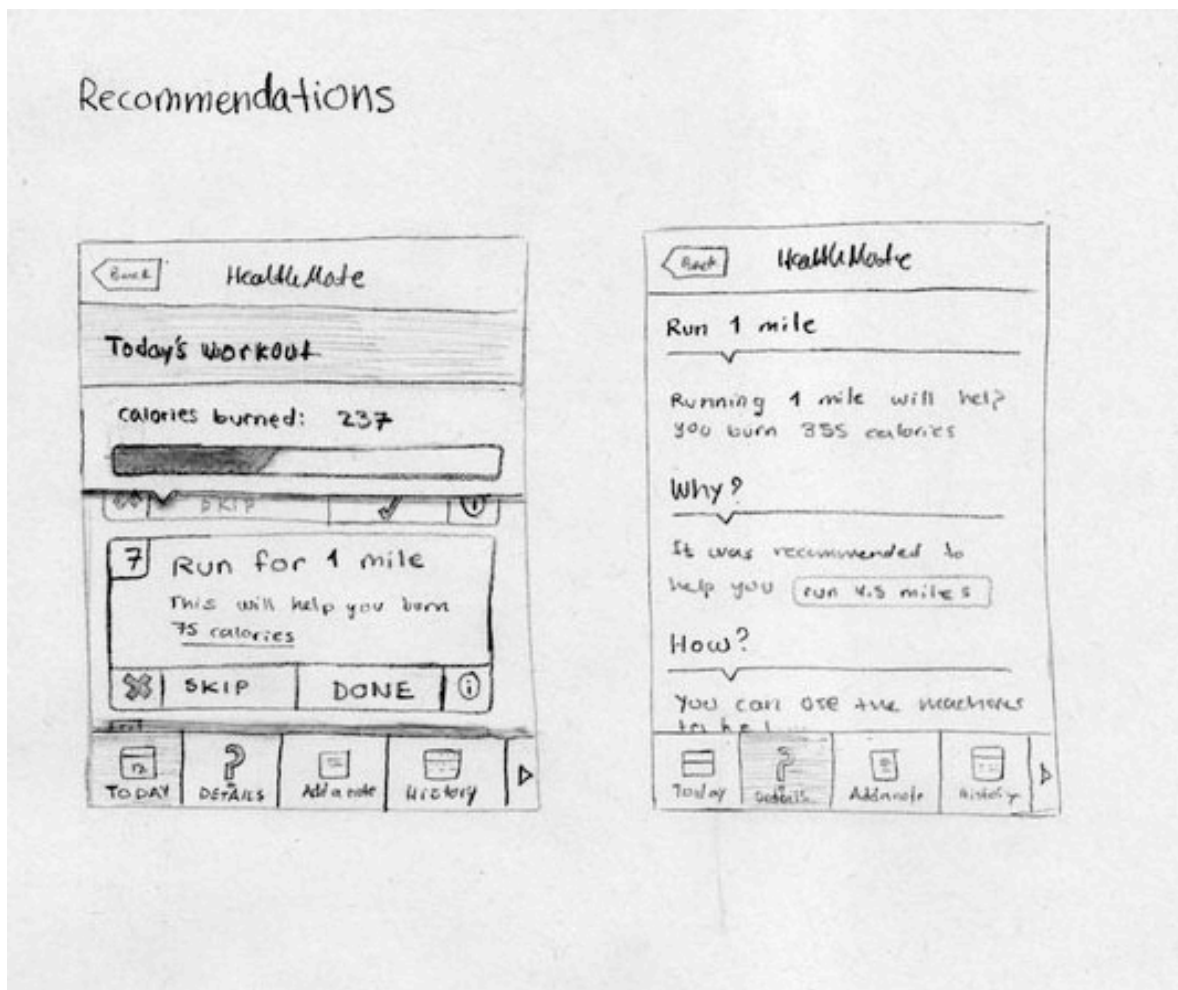 Recommendations
Back
HealthMate
Today's workout
calories burned: 237
SKIP
7
Run for 1 mile
This will help you burn
75 calories
SKIP
DONE
TODAY
DETAILS
Add a note
History
Back
HealthMate
Run 1 mile
Running 1 mile will help
you burn 355 calories
Why?
It was recommended to
help you run 4.5 miles
How?
You can use the machines
Today
Details
Add a note
History